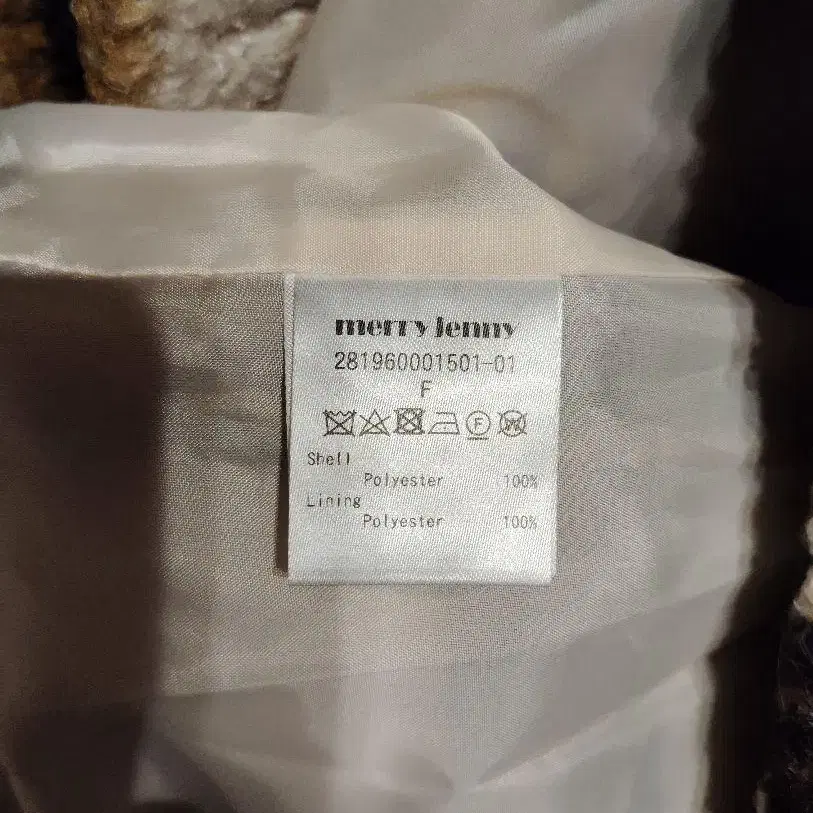 merry jenny
281960001501-01
F
F
Shell
Polyester 100%
Lining
Polyester 100%